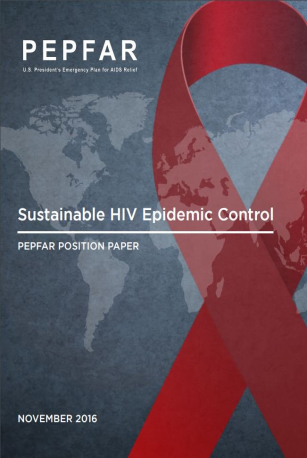 PEPFAR
U.S. President's Emergency Plan for AIDS Relief
Sustainable HIV Epidemic Control
PEPFAR POSITION PAPER
NOVEMBER 2016